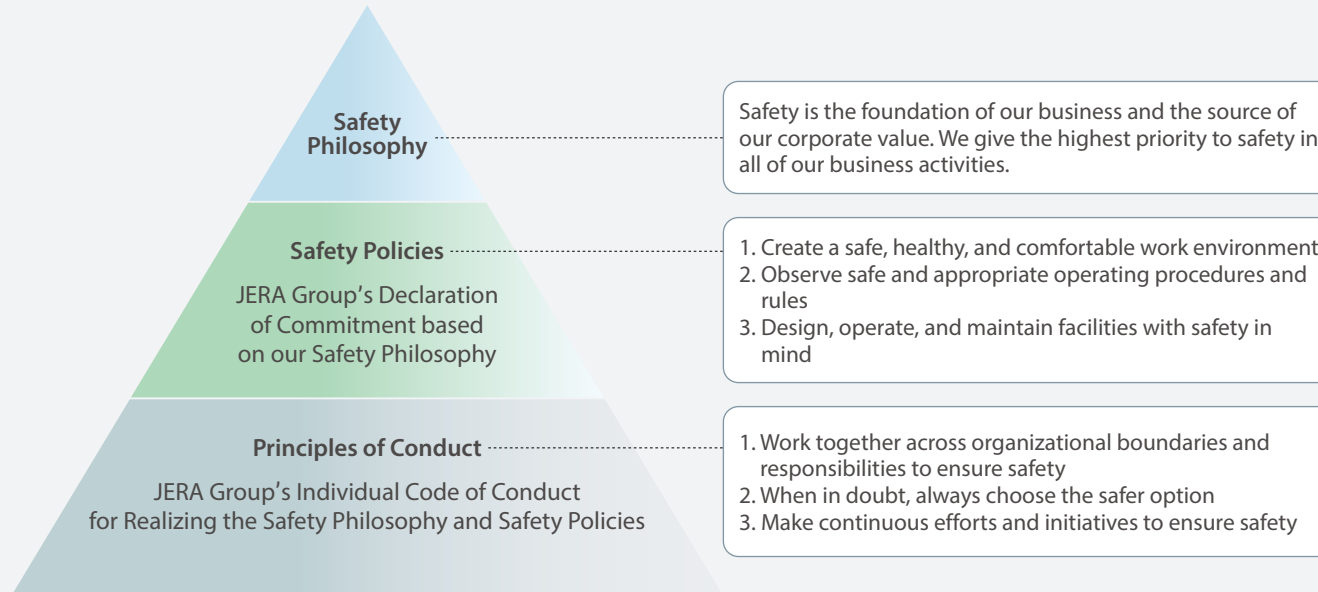 Safety
Philosophy
Safety is the foundation of our business and the source of
our corporate value. We give the highest priority to safety in
all of our business activities.
Safety Policies
JERA Group's Declaration
of Commitment based
on our Safety Philosophy
1. Create a safe, healthy, and comfortable work environment
2. Observe safe and appropriate operating procedures and
rules
3. Design, operate, and maintain facilities with safety in
mind
Principles of Conduct
JERA Group's Individual Code of Conduct
for Realizing the Safety Philosophy and Safety Policies
1. Work together across organizational boundaries and
responsibilities to ensure safety
2. When in doubt, always choose the safer option
3. Make continuous efforts and initiatives to ensure safety